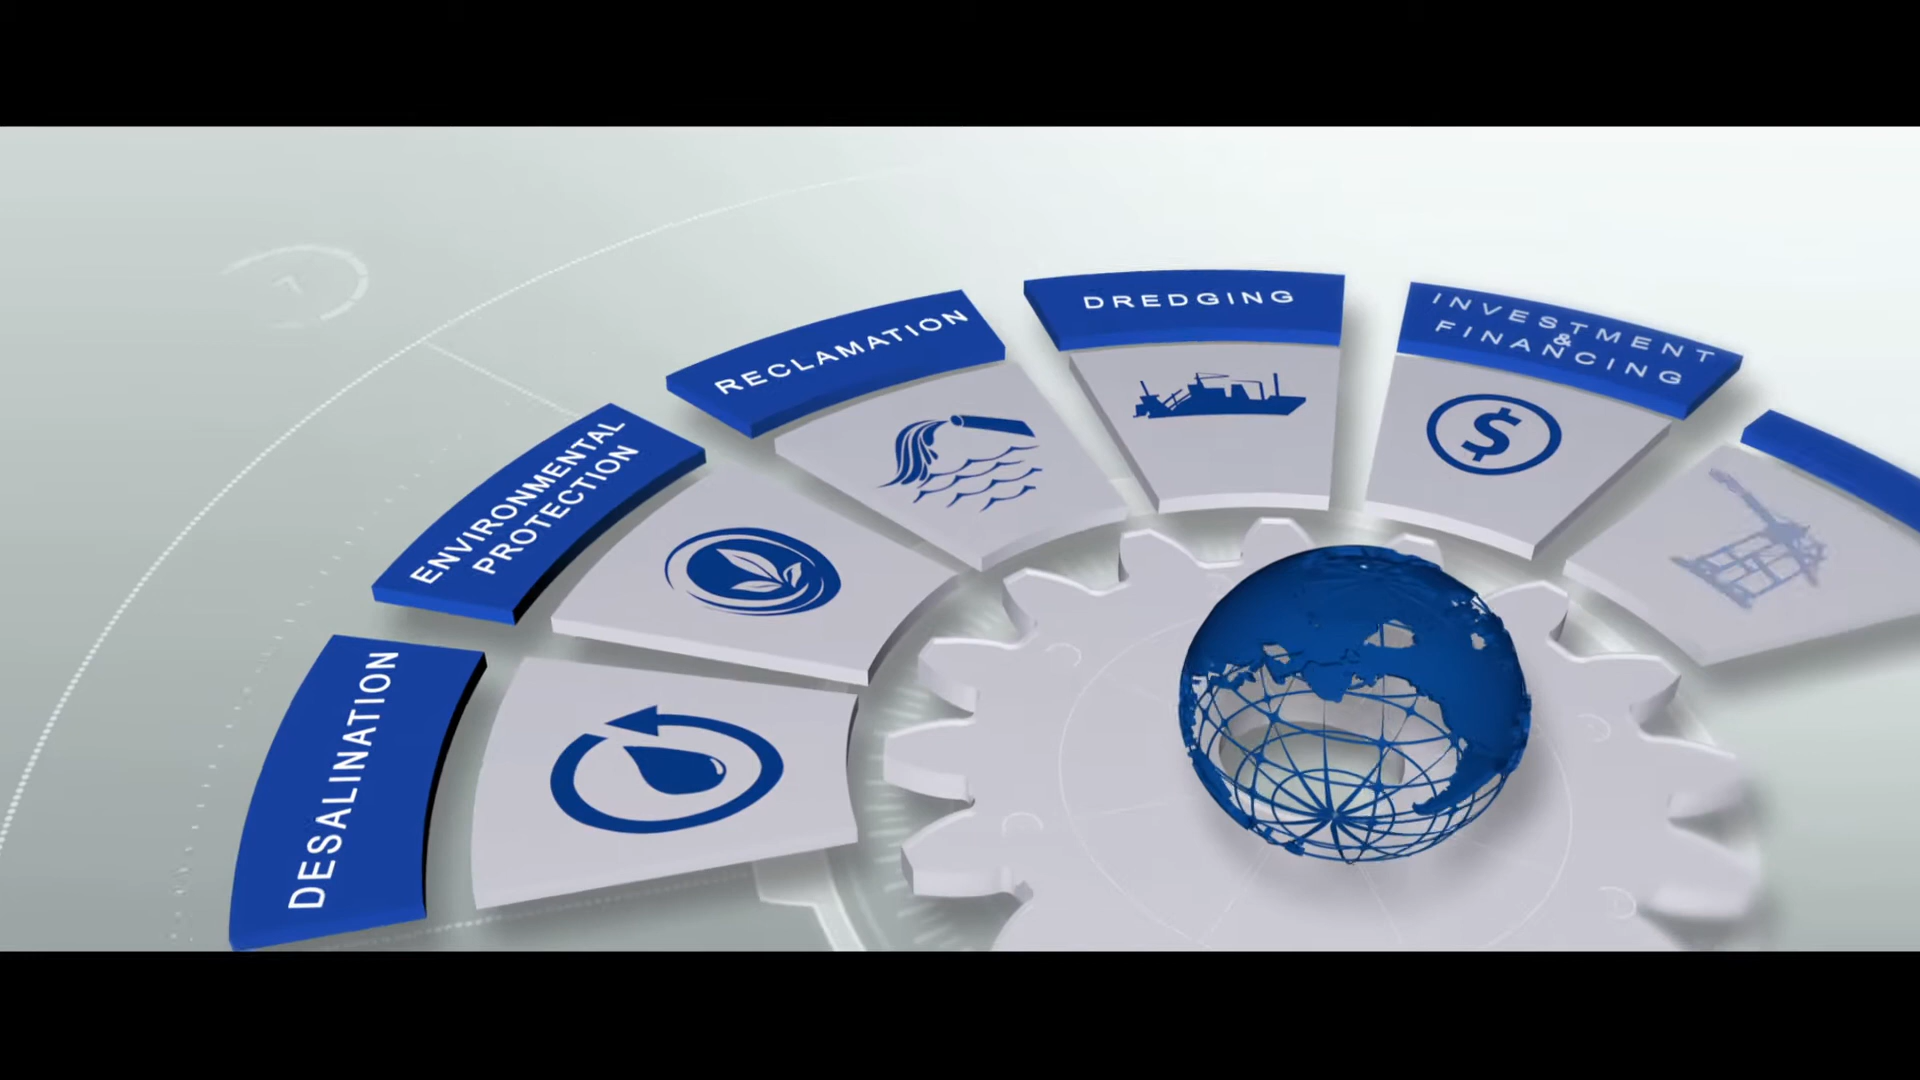 DESALINATION
ENVIRONMENTAL
PROTECTION
RECLAMATION
DREDGING
INVESTMENT
&
FINANCING
$